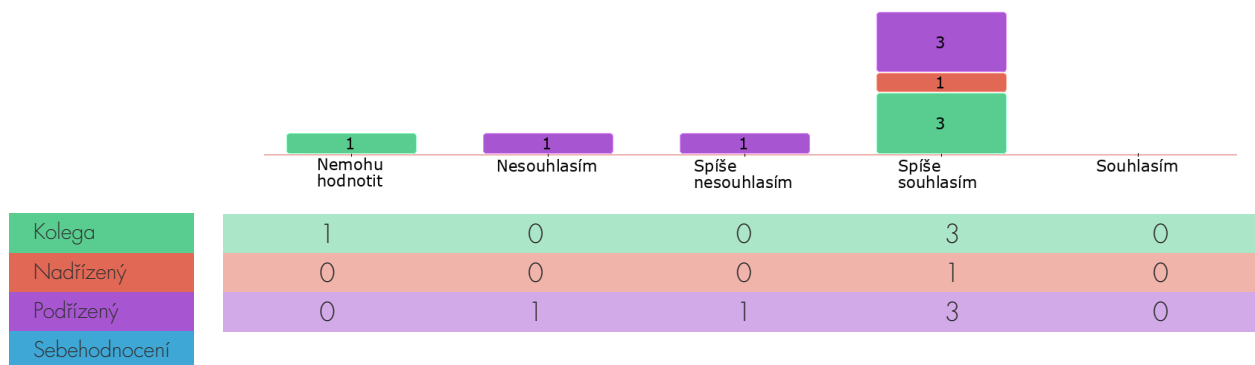 3
1
3
1
1
1
Nemohu
hodnotit
Nesouhlasím
Spíše
nesouhlasím
Spíše
souhlasím
Souhlasím
Kolega 1 0 0 3 0
Nadřízený 0 0 0 1 0
Podřízený 0 1 1 3 0
Sebehodnocení